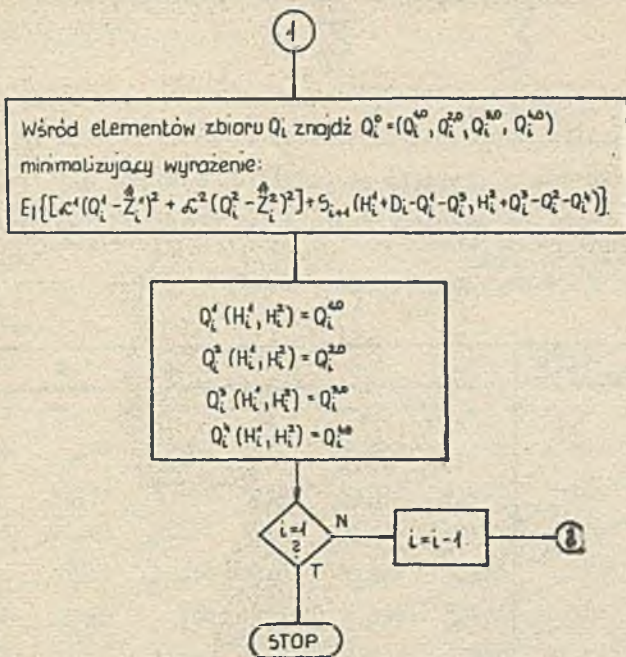 1
Wśród elementów zbioru Q_i znajdź Q_i^0=(Q_i^{1,0}, Q_i^{2,0}, Q_i^{3,0}, Q_i^{4,0})
minimalizujący wyrażenie:
E_I{[α^1(Q_i^1-Ẑ_i^1)^2 + α^2(Q_i^2-Ẑ_i^2)^2]+S_{i+1}(H_i^1+D_i-Q_i^1-Q_i^3, H_i^2+Q_i^3-Q_i^2-Q_i^4)}.
Q_i^1 (H_i^1, H_i^2) = Q_i^{1,0}
Q_i^2 (H_i^1, H_i^2) = Q_i^{2,0}
Q_i^3 (H_i^1, H_i^2) = Q_i^{3,0}
Q_i^4 (H_i^1, H_i^2) = Q_i^{4,0}
i=1
?
N
i=i-1
T
STOP